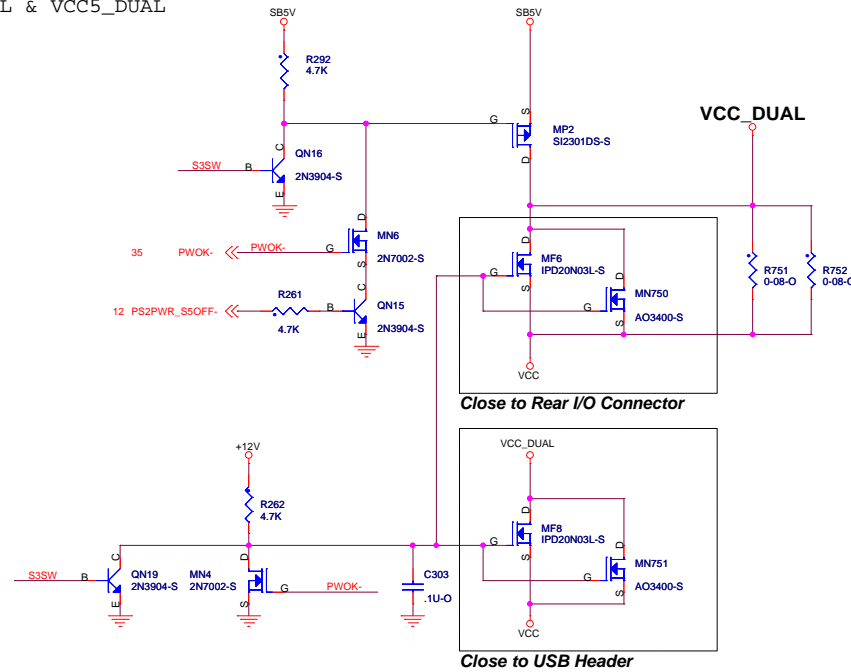 L & VCC5_DUAL
SB5V
SB5V
R292
4.7K
VCC_DUAL
G
S
D
MP2
SI2301DS-S
S3SW
B
C
E
QN16
2N3904-S
35 PWOK-
PWOK-
G
D
S
MN6
2N7002-S
12 PS2PWR_S5OFF-
R261
4.7K
B
C
E
QN15
2N3904-S
G
D
S
MF6
IPD20N03L-S
G
D
S
MN750
AO3400-S
R751
0-08-O
R752
0-08-O
VCC
Close to Rear I/O Connector
+12V
R262
4.7K
VCC_DUAL
G
D
S
MF8
IPD20N03L-S
G
D
S
MN751
AO3400-S
S3SW
B
C
E
QN19
2N3904-S
MN4
2N7002-S
D
S
G
PWOK-
C303
.1U-O
VCC
Close to USB Header